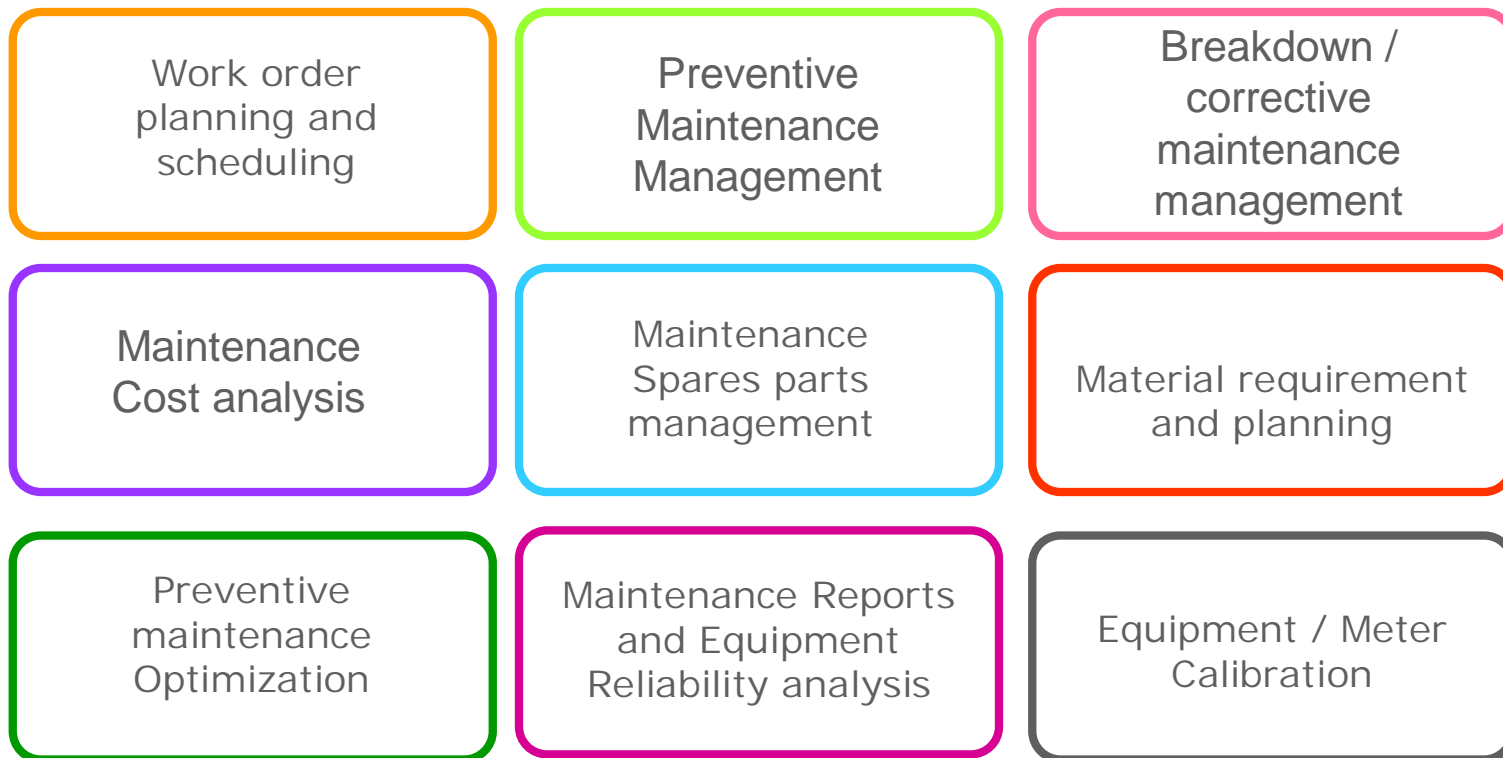 Work order
planning and
scheduling
Preventive
Maintenance
Management
Breakdown /
corrective
maintenance
management
Maintenance
Cost analysis
Maintenance
Spares parts
management
Material requirement
and planning
Preventive
maintenance
Optimization
Maintenance Reports
and Equipment
Reliability analysis
Equipment / Meter
Calibration